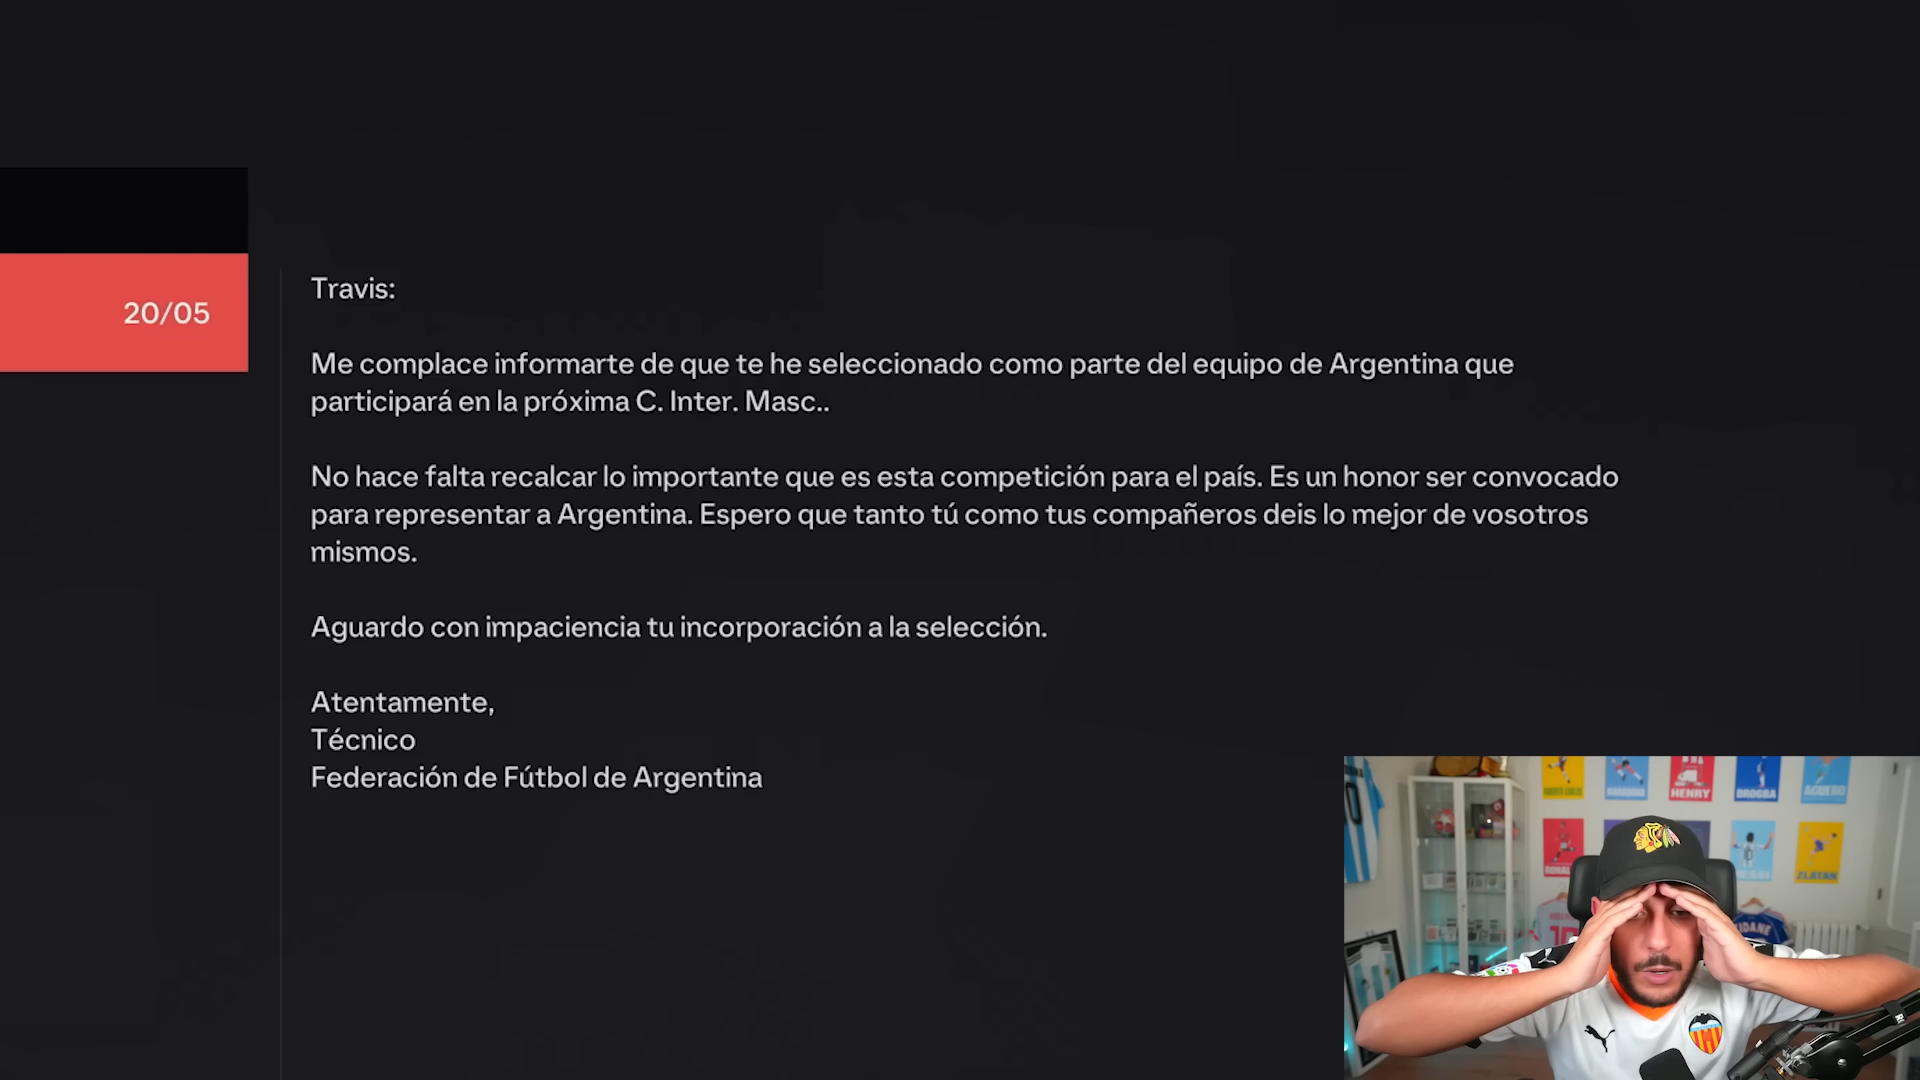 20/05
Travis:
Me complace informarte de que te he seleccionado como parte del equipo de Argentina que
participará en la próxima C. Inter. Masc..
No hace falta recalcar lo importante que es esta competición para el país. Es un honor ser convocado
para representar a Argentina. Espero que tanto tú como tus compañeros deis lo mejor de vosotros
mismos.
Aguardo con impaciencia tu incorporación a la selección.
Atentamente,
Técnico
Federación de Fútbol de Argentina
HENRY
DROGBA
AGUERO
ZLATAN